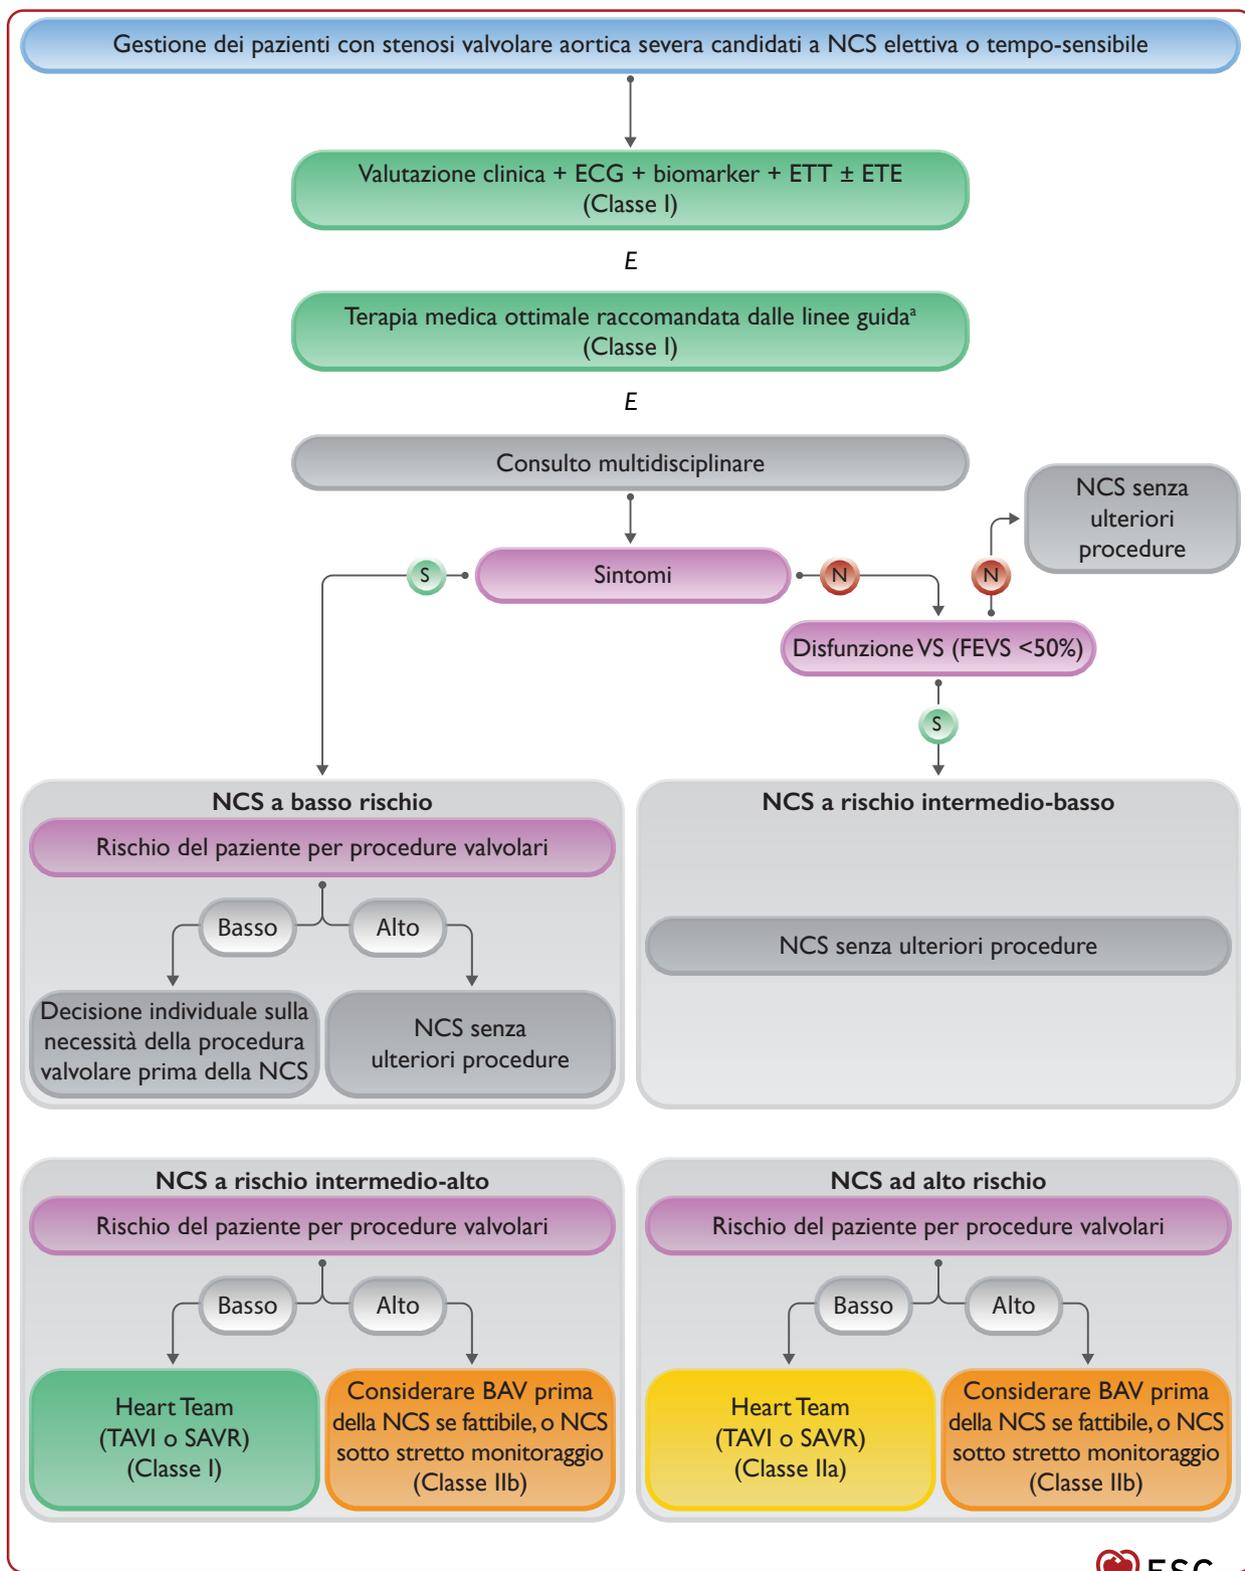 Gestione dei pazienti con stenosi valvolare aortica severa candidati a NCS elettiva o tempo-sensibile
Valutazione clinica + ECG + biomarker + ETT ± ETE
(Classe I)
E
Terapia medica ottimale raccomandata dalle linee guidaᵃ
(Classe I)
E
Consulto multidisciplinare
NCS senza
ulteriori
procedure
S
Sintomi
N
N
Disfunzione VS (FEVS <50%)
S
NCS a basso rischio
Rischio del paziente per procedure valvolari
Basso
Alto
Decisione individuale sulla
necessità della procedura
valvolare prima della NCS
NCS senza
ulteriori procedure
NCS a rischio intermedio-basso
NCS senza ulteriori procedure
NCS a rischio intermedio-alto
Rischio del paziente per procedure valvolari
Basso
Alto
Heart Team
(TAVI o SAVR)
(Classe I)
Considerare BAV prima
della NCS se fattibile, o NCS
sotto stretto monitoraggio
(Classe IIb)
NCS ad alto rischio
Rischio del paziente per procedure valvolari
Basso
Alto
Heart Team
(TAVI o SAVR)
(Classe IIa)
Considerare BAV prima
della NCS se fattibile, o NCS
sotto stretto monitoraggio
(Classe IIb)
ESC